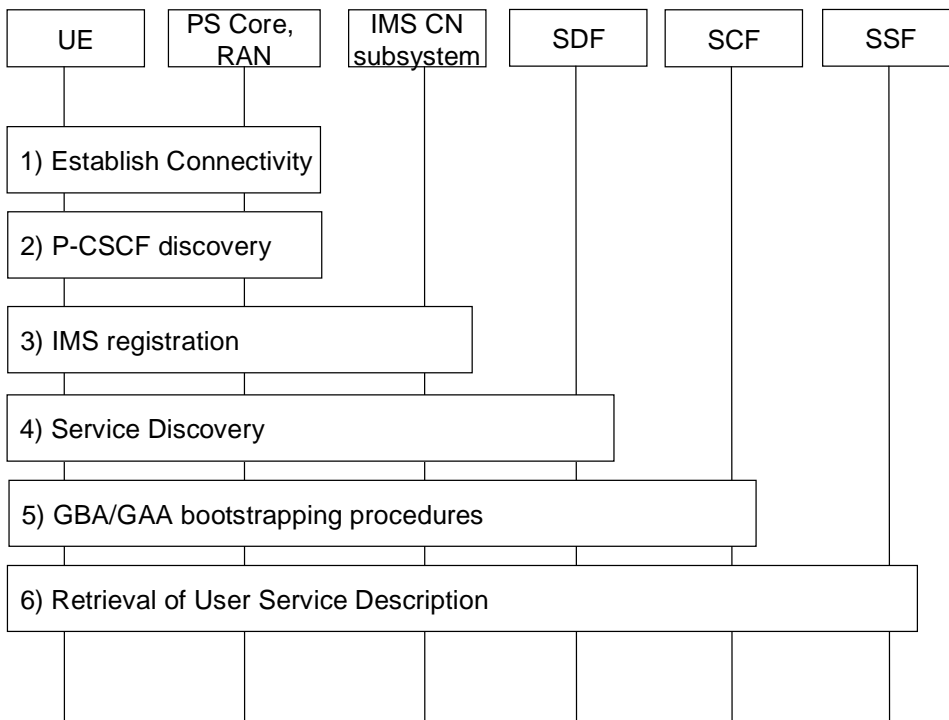 UE
PS Core,
RAN
IMS CN
subsystem
SDF
SCF
SSF
1) Establish Connectivity
2) P-CSCF discovery
3) IMS registration
4) Service Discovery
5) GBA/GAA bootstrapping procedures
6) Retrieval of User Service Description